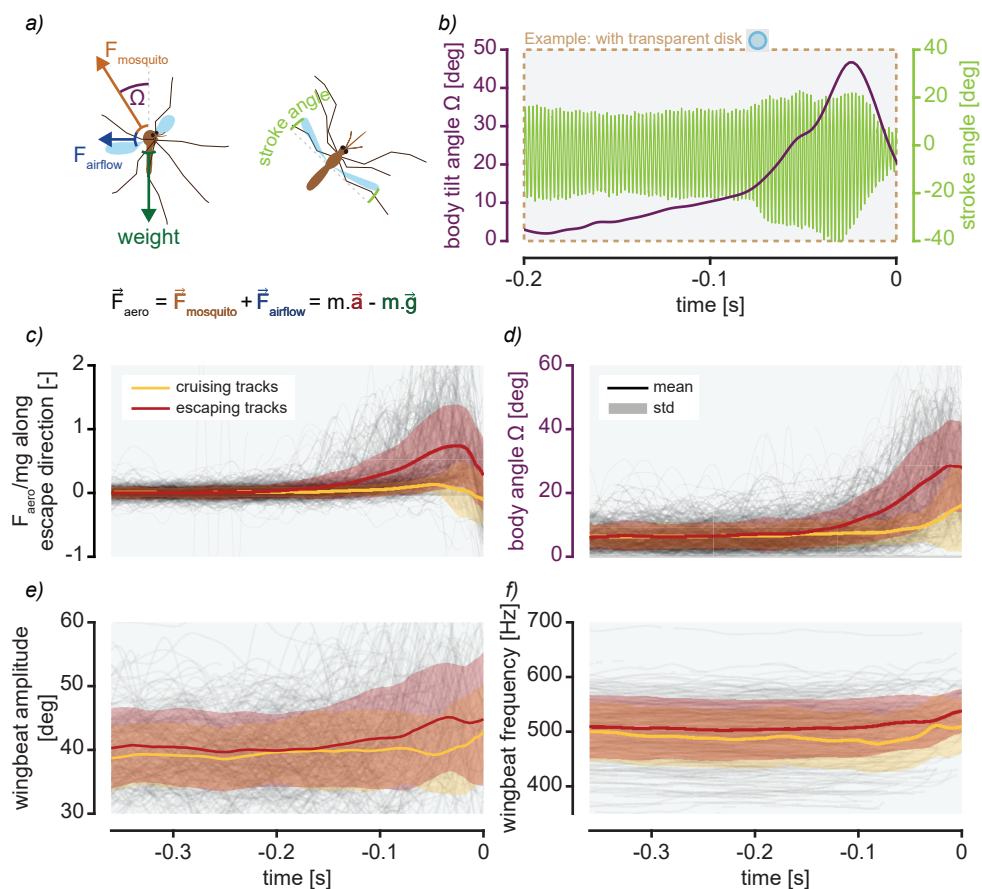 a)
F
mosquito
Ω
F
airflow
weight
stroke angle
F⃗aero = F⃗mosquito + F⃗airflow = m.a⃗ - m.g⃗
b)
Example: with transparent disk
body tilt angle Ω [deg]
50
40
30
20
10
0
stroke angle [deg]
40
20
0
-20
-40
-0.2
-0.1
0
time [s]
c)
F_aero/mg along
escape direction [-]
2
1
0
-1
cruising tracks
escaping tracks
d)
body angle Ω [deg]
60
40
20
0
mean
std
e)
wingbeat amplitude
[deg]
60
50
40
30
-0.3
-0.2
-0.1
0
time [s]
f)
wingbeat frequency [Hz]
700
600
500
400
-0.3
-0.2
-0.1
0
time [s]